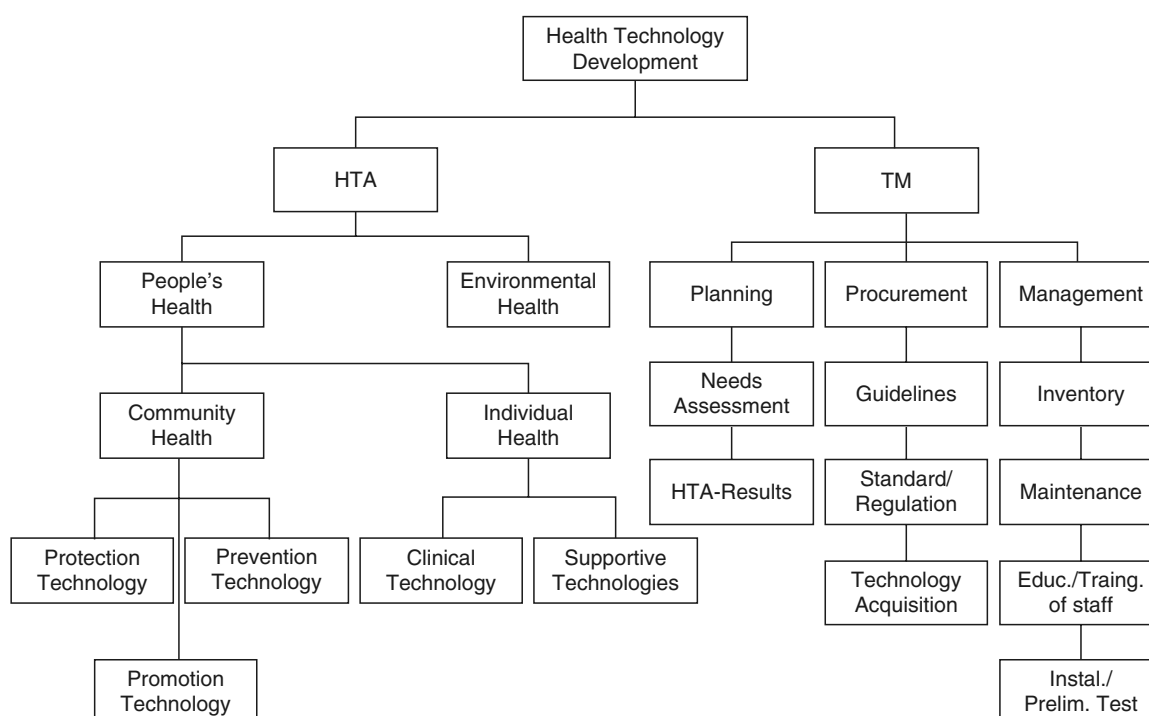 Health Technology
Development
HTA
TM
People's
Health
Environmental
Health
Planning
Procurement
Management
Community
Health
Individual
Health
Needs
Assessment
Guidelines
Inventory
HTA-Results
Standard/
Regulation
Maintenance
Protection
Technology
Prevention
Technology
Clinical
Technology
Supportive
Technologies
Technology
Acquisition
Educ./Traing.
of staff
Promotion
Technology
Instal./
Prelim. Test